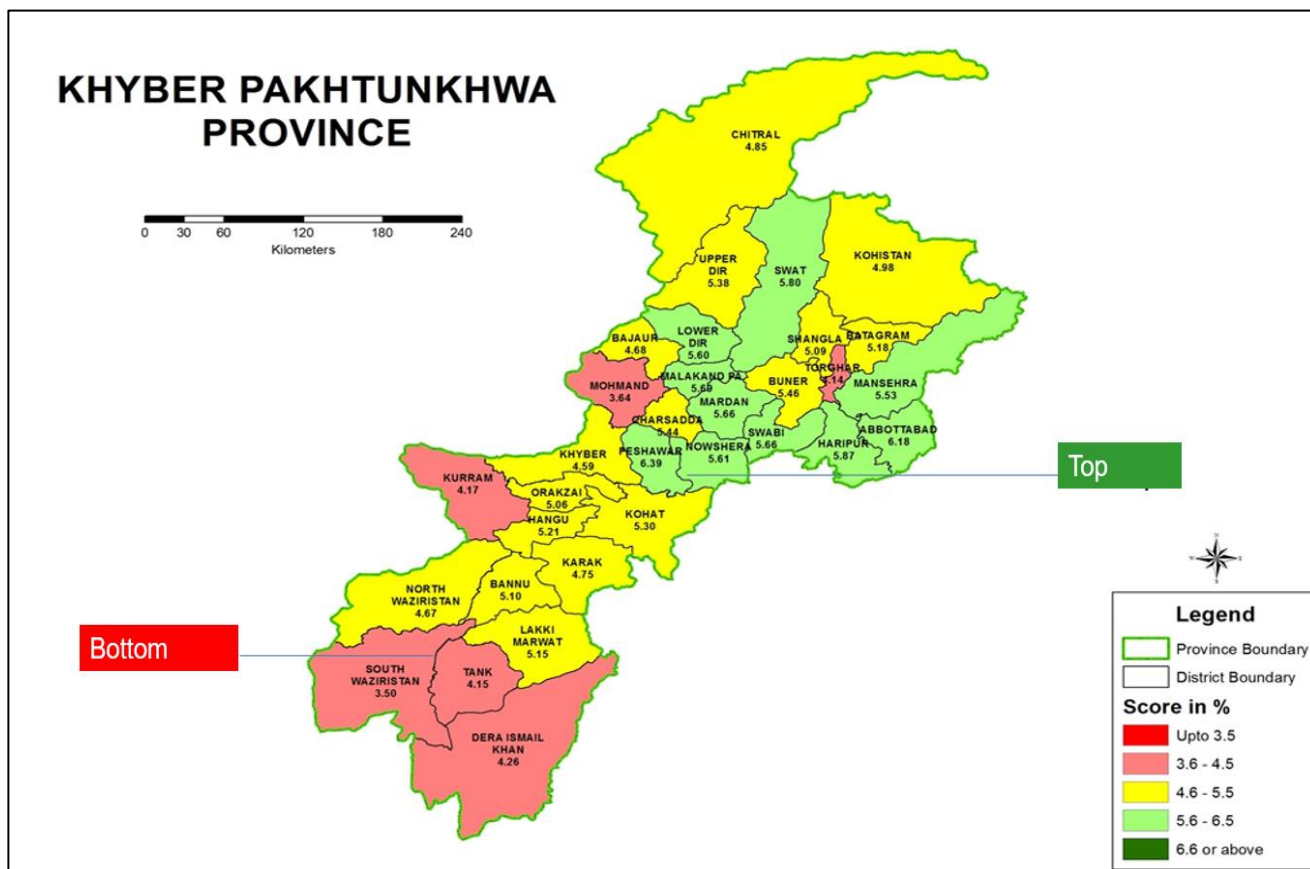 KHYBER PAKHTUNKHWA
PROVINCE
0 30 60 120 180 240
Kilometers
CHITRAL
4.85
UPPER
DIR
5.38
SWAT
5.80
KOHISTAN
4.98
LOWER
DIR
5.60
BAJAUR
4.68
SHANGLA
5.09
BATAGRAM
5.18
TORGHAR
4.14
MOHMAND
3.64
MALAKAND PA
5.69
BUNER
5.46
MANSEHRA
5.53
MARDAN
5.66
CHARSADDA
5.44
SWABI
5.66
ABBOTTABAD
6.18
HARIPUR
5.87
PESHAWAR
6.39
NOWSHERA
5.61
KHYBER
4.59
Top
KURRAM
4.17
ORAKZAI
5.06
HANGU
5.21
KOHAT
5.30
KARAK
4.75
NORTH
WAZIRISTAN
4.67
BANNU
5.10
LAKKI
MARWAT
5.15
Bottom
SOUTH
WAZIRISTAN
3.50
TANK
4.15
DERA ISMAIL
KHAN
4.26
Legend
Province Boundary
District Boundary
Score in %
Upto 3.5
3.6 - 4.5
4.6 - 5.5
5.6 - 6.5
6.6 or above